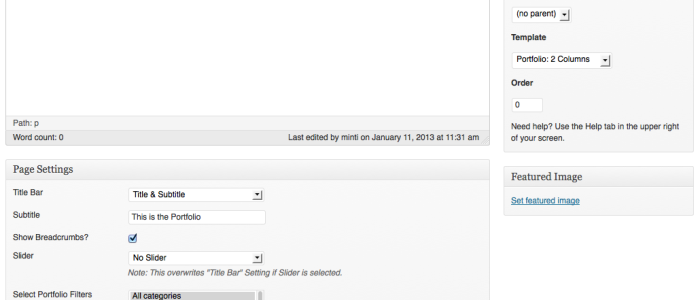 Path: p
Word count: 0
Last edited by minti on January 11, 2013 at 11:31 am
Page Settings
Title Bar
Title & Subtitle
Subtitle
This is the Portfolio
Show Breadcrumbs?
Slider
No Slider
Note: This overwrites "Title Bar" Setting if Slider is selected.
Select Portfolio Filters
All categories
(no parent)
Template
Portfolio: 2 Columns
Order
0
Need help? Use the Help tab in the upper right
of your screen.
Featured Image
Set featured image